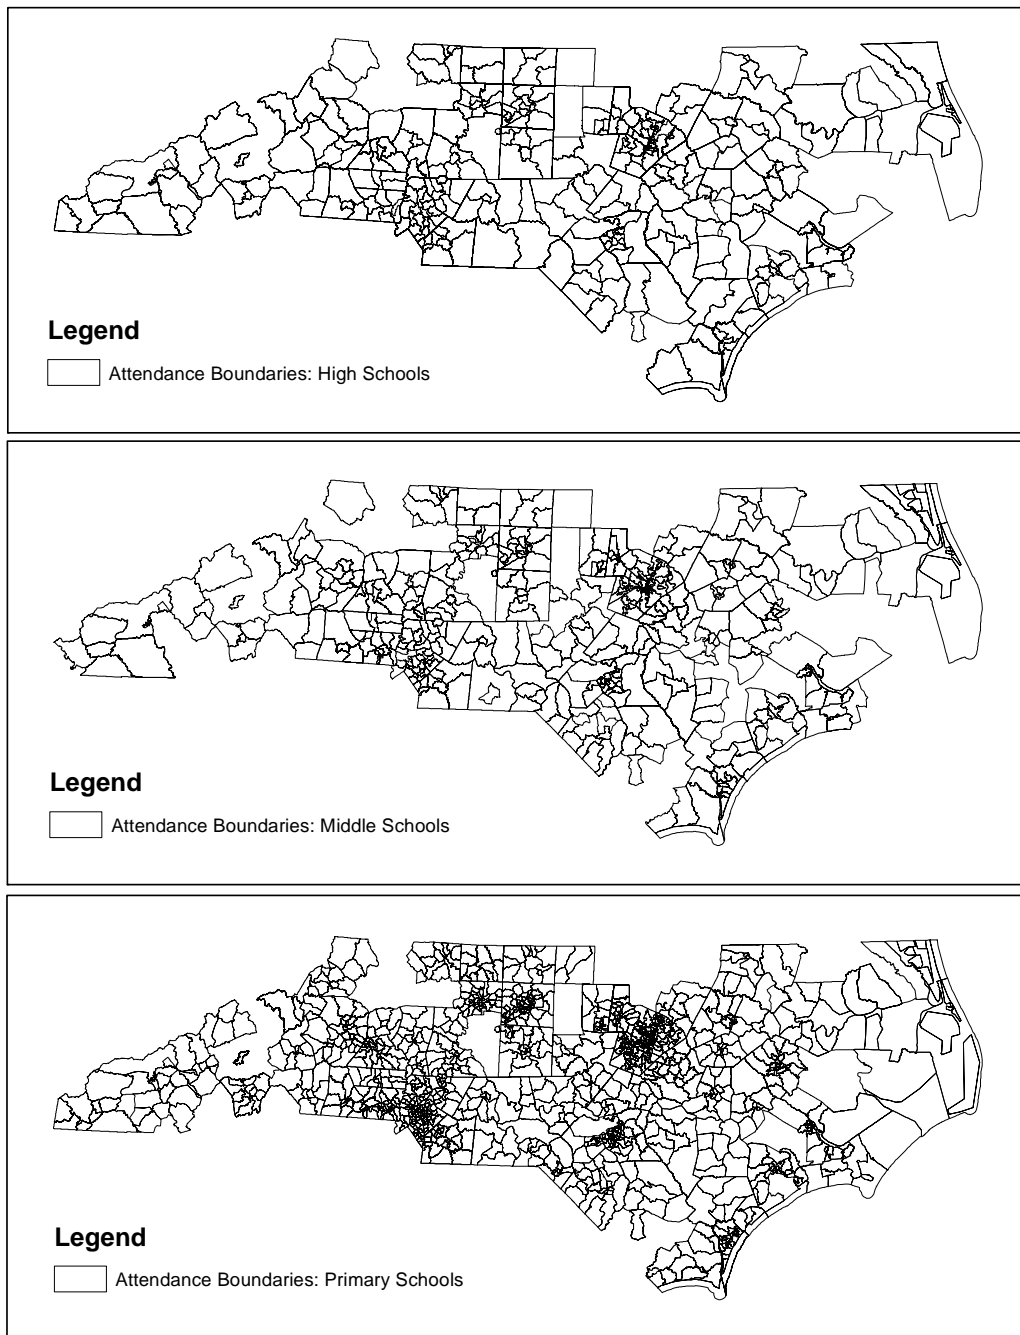 Legend
Attendance Boundaries: High Schools
Legend
Attendance Boundaries: Middle Schools
Legend
Attendance Boundaries: Primary Schools